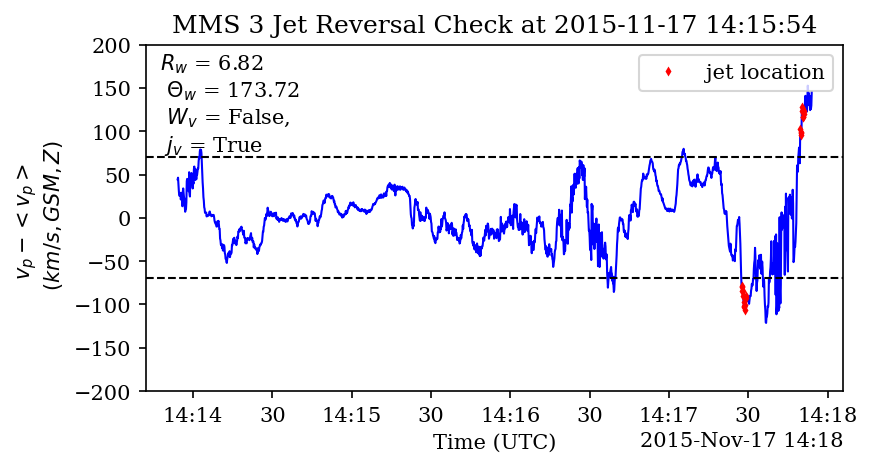 MMS 3 Jet Reversal Check at 2015-11-17 14:15:54
R_w = 6.82
Θ_w = 173.72
W_v = False,
j_v = True
jet location
v_p − < v_p >
(km/s, GSM, Z)
200
150
100
50
0
−50
−100
−150
−200
14:14 30 14:15 30 14:16 30 14:17 30 14:18
Time (UTC)
2015-Nov-17 14:18